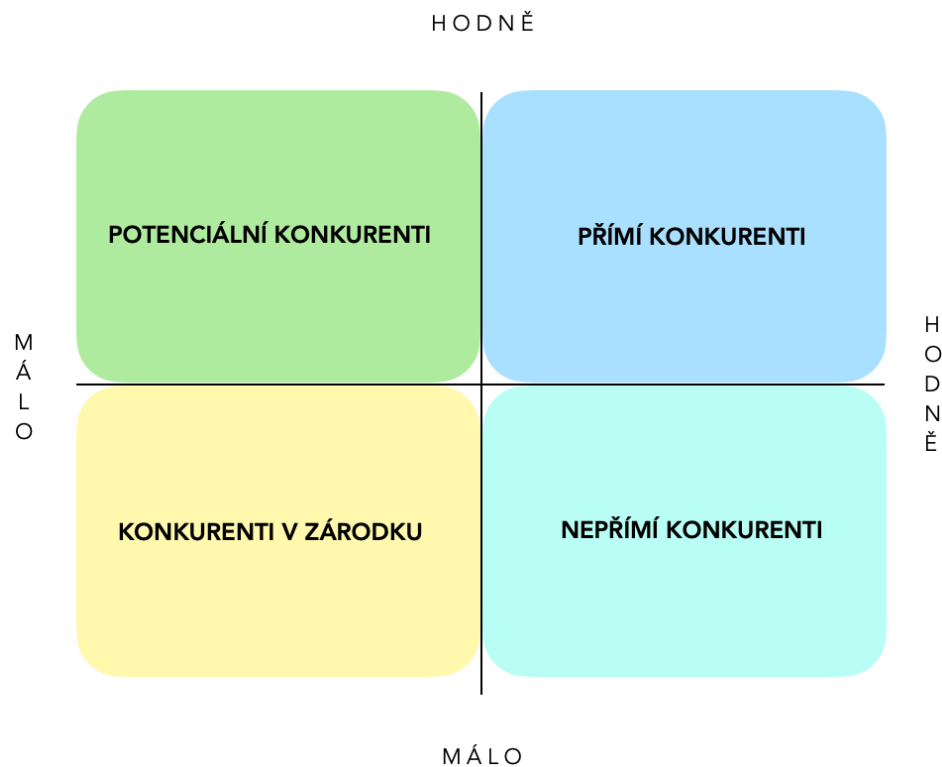 HODNĚ
POTENCIÁLNÍ KONKURENTI
PŘÍMÍ KONKURENTI
MÁLO
HODNĚ
KONKURENTI V ZÁRODKU
NEPŘÍMÍ KONKURENTI
MÁLO